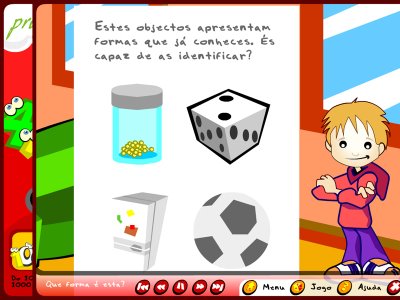 Estes objectos apresentam
formas que já conheces. És
capaz de as identificar?
Que forma é esta?
Menu
Jogo
Ajuda